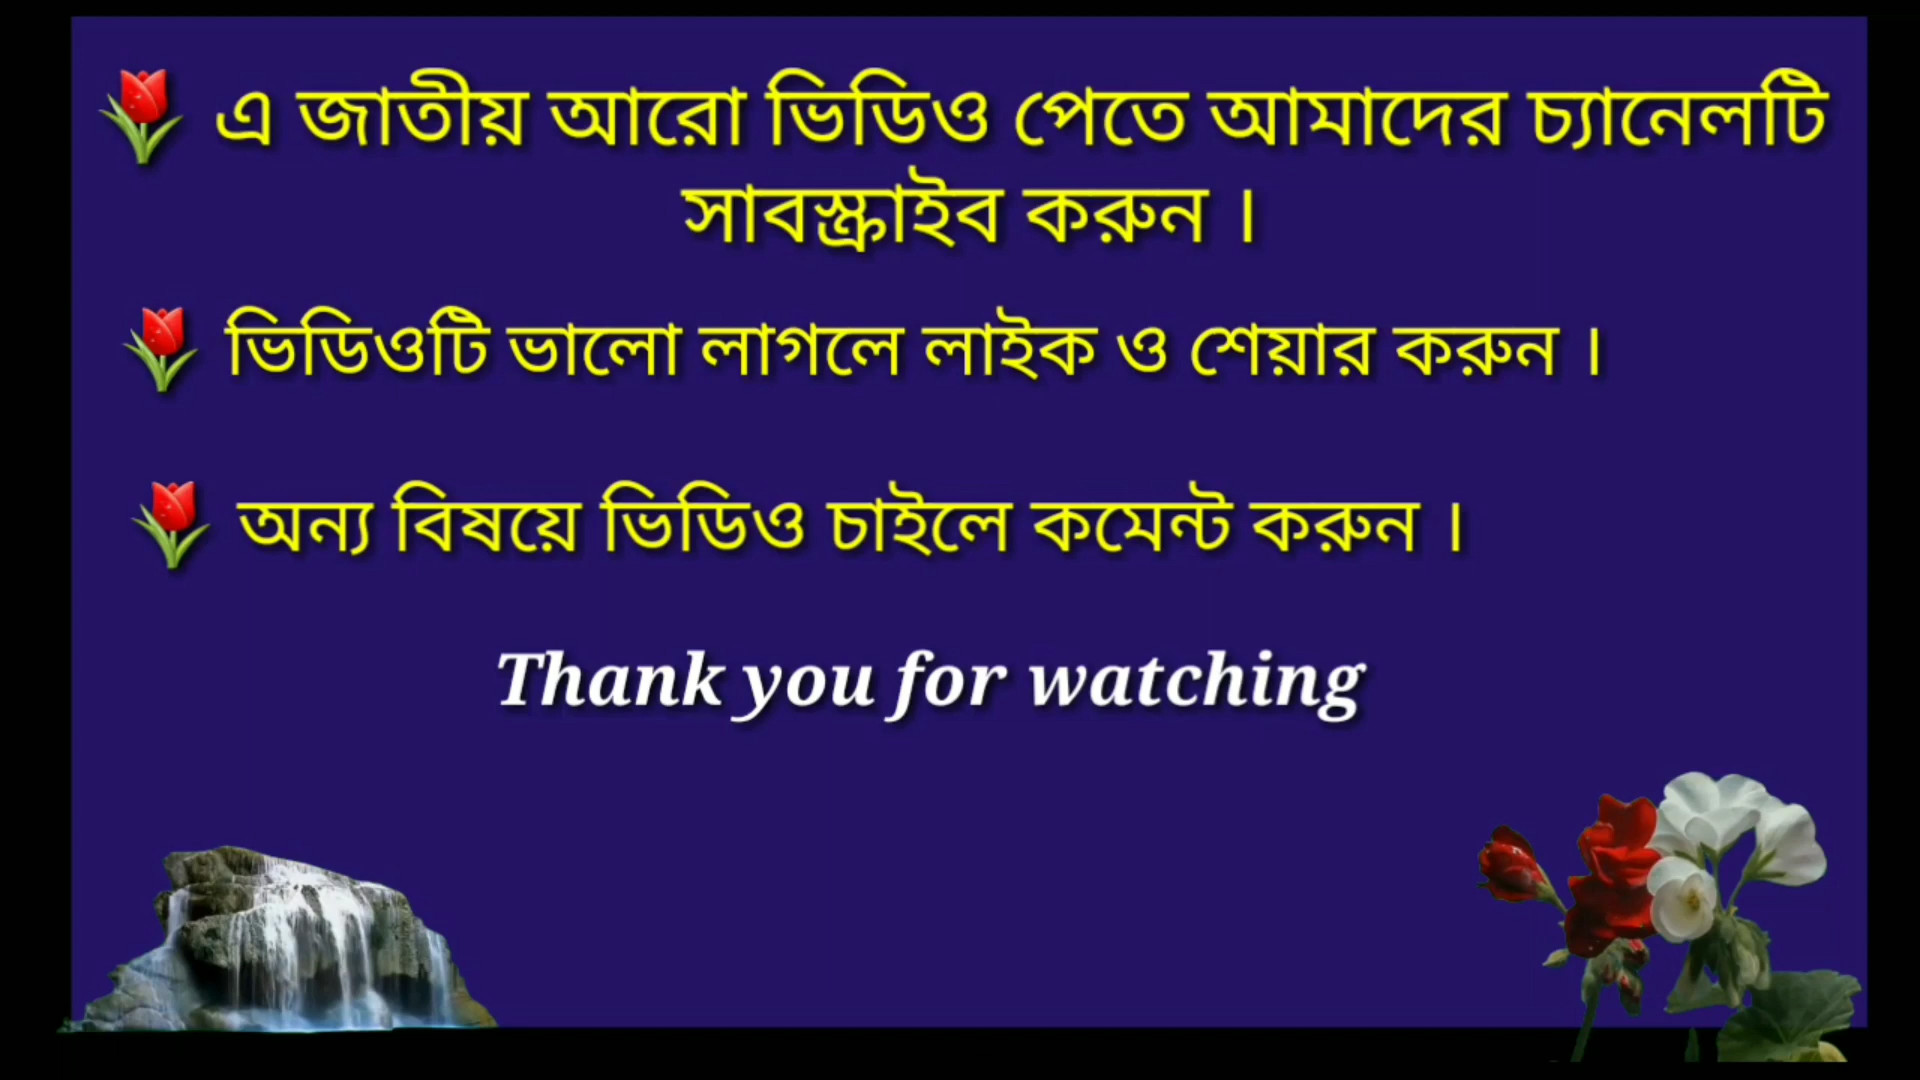 এ জাতীয় আরো ভিডিও পেতে আমাদের চ্যানেলটি
সাবস্ক্রাইব করুন ।
ভিডিওটি ভালো লাগলে লাইক ও শেয়ার করুন ।
অন্য বিষয়ে ভিডিও চাইলে কমেন্ট করুন ।
Thank you for watching